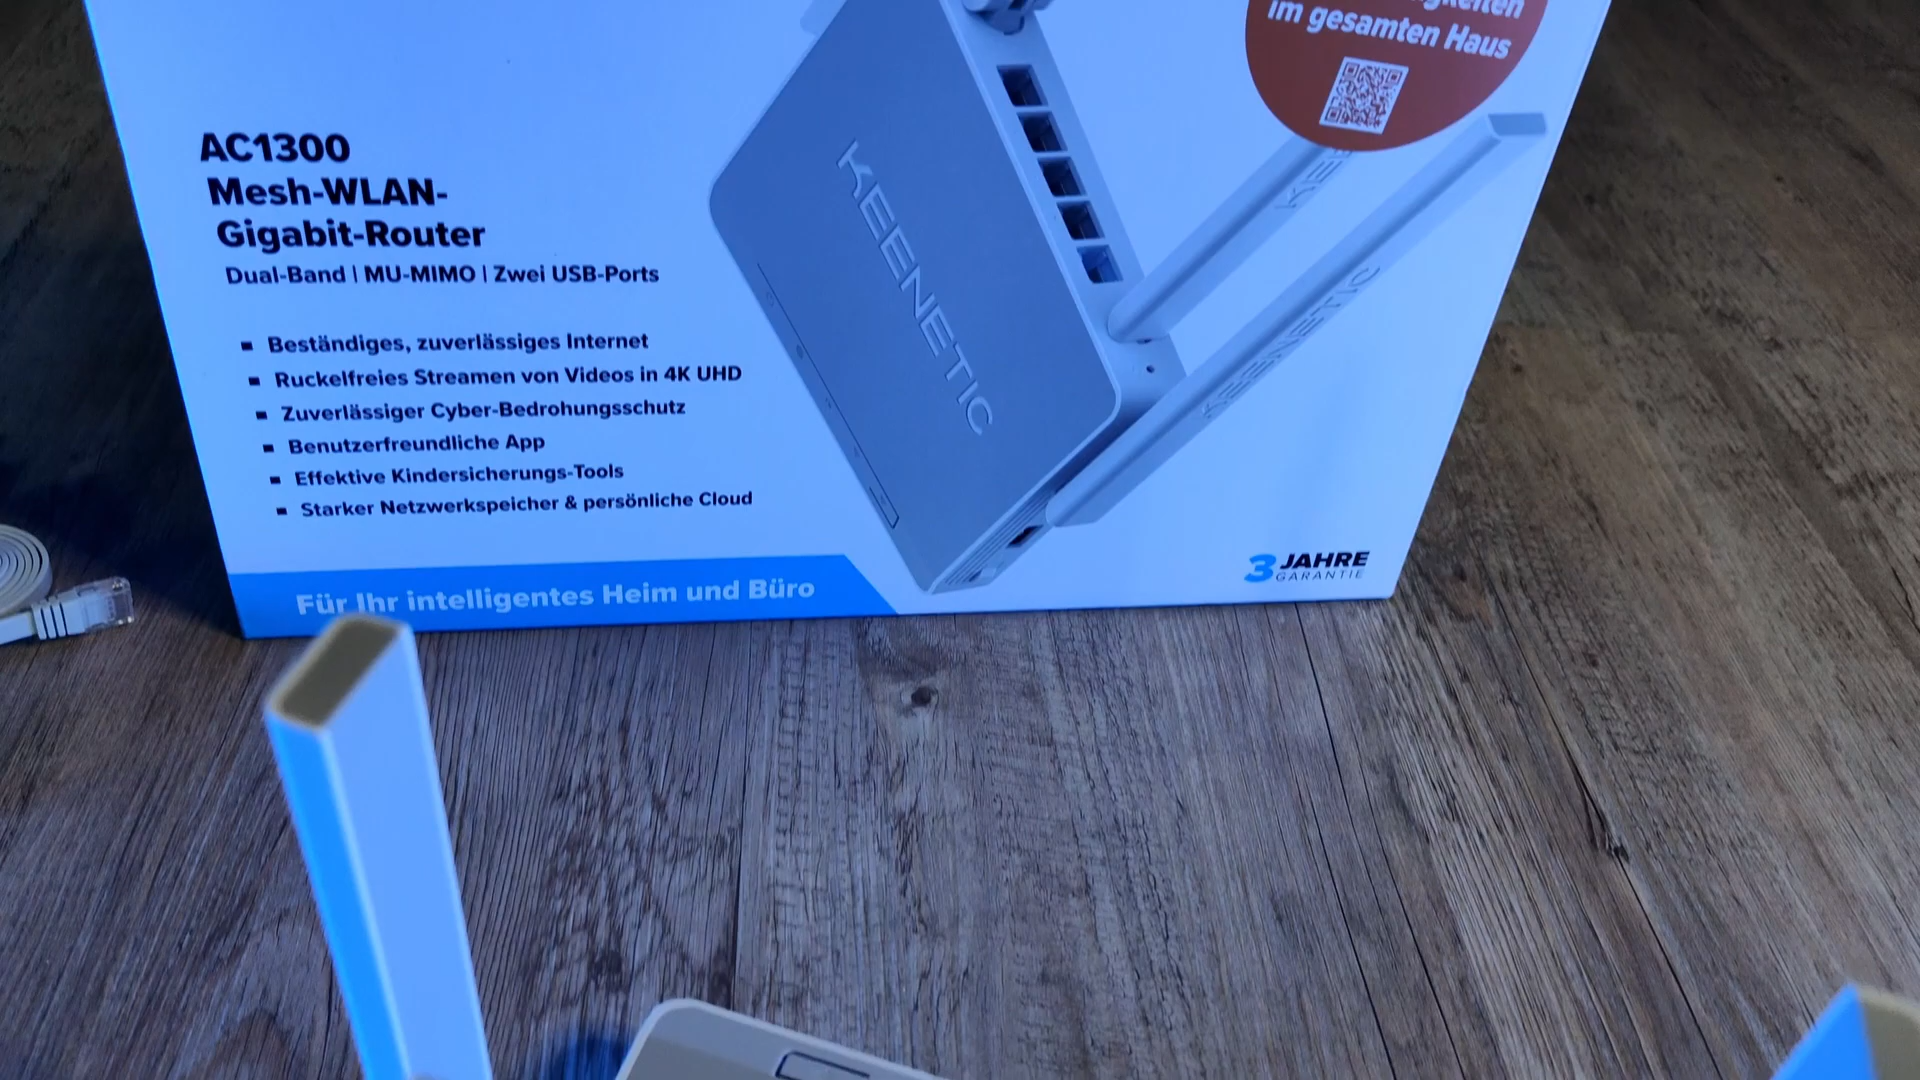 im gesamten Haus
AC1300
Mesh-WLAN-
Gigabit-Router
Dual-Band | MU-MIMO | Zwei USB-Ports
▪ Beständiges, zuverlässiges Internet
▪ Ruckelfreies Streamen von Videos in 4K UHD
▪ Zuverlässiger Cyber-Bedrohungsschutz
▪ Benutzerfreundliche App
▪ Effektive Kindersicherungs-Tools
▪ Starker Netzwerkspeicher & persönliche Cloud
Für Ihr intelligentes Heim und Büro
KEENETIC
KEENETIC
3 JAHRE
GARANTIE